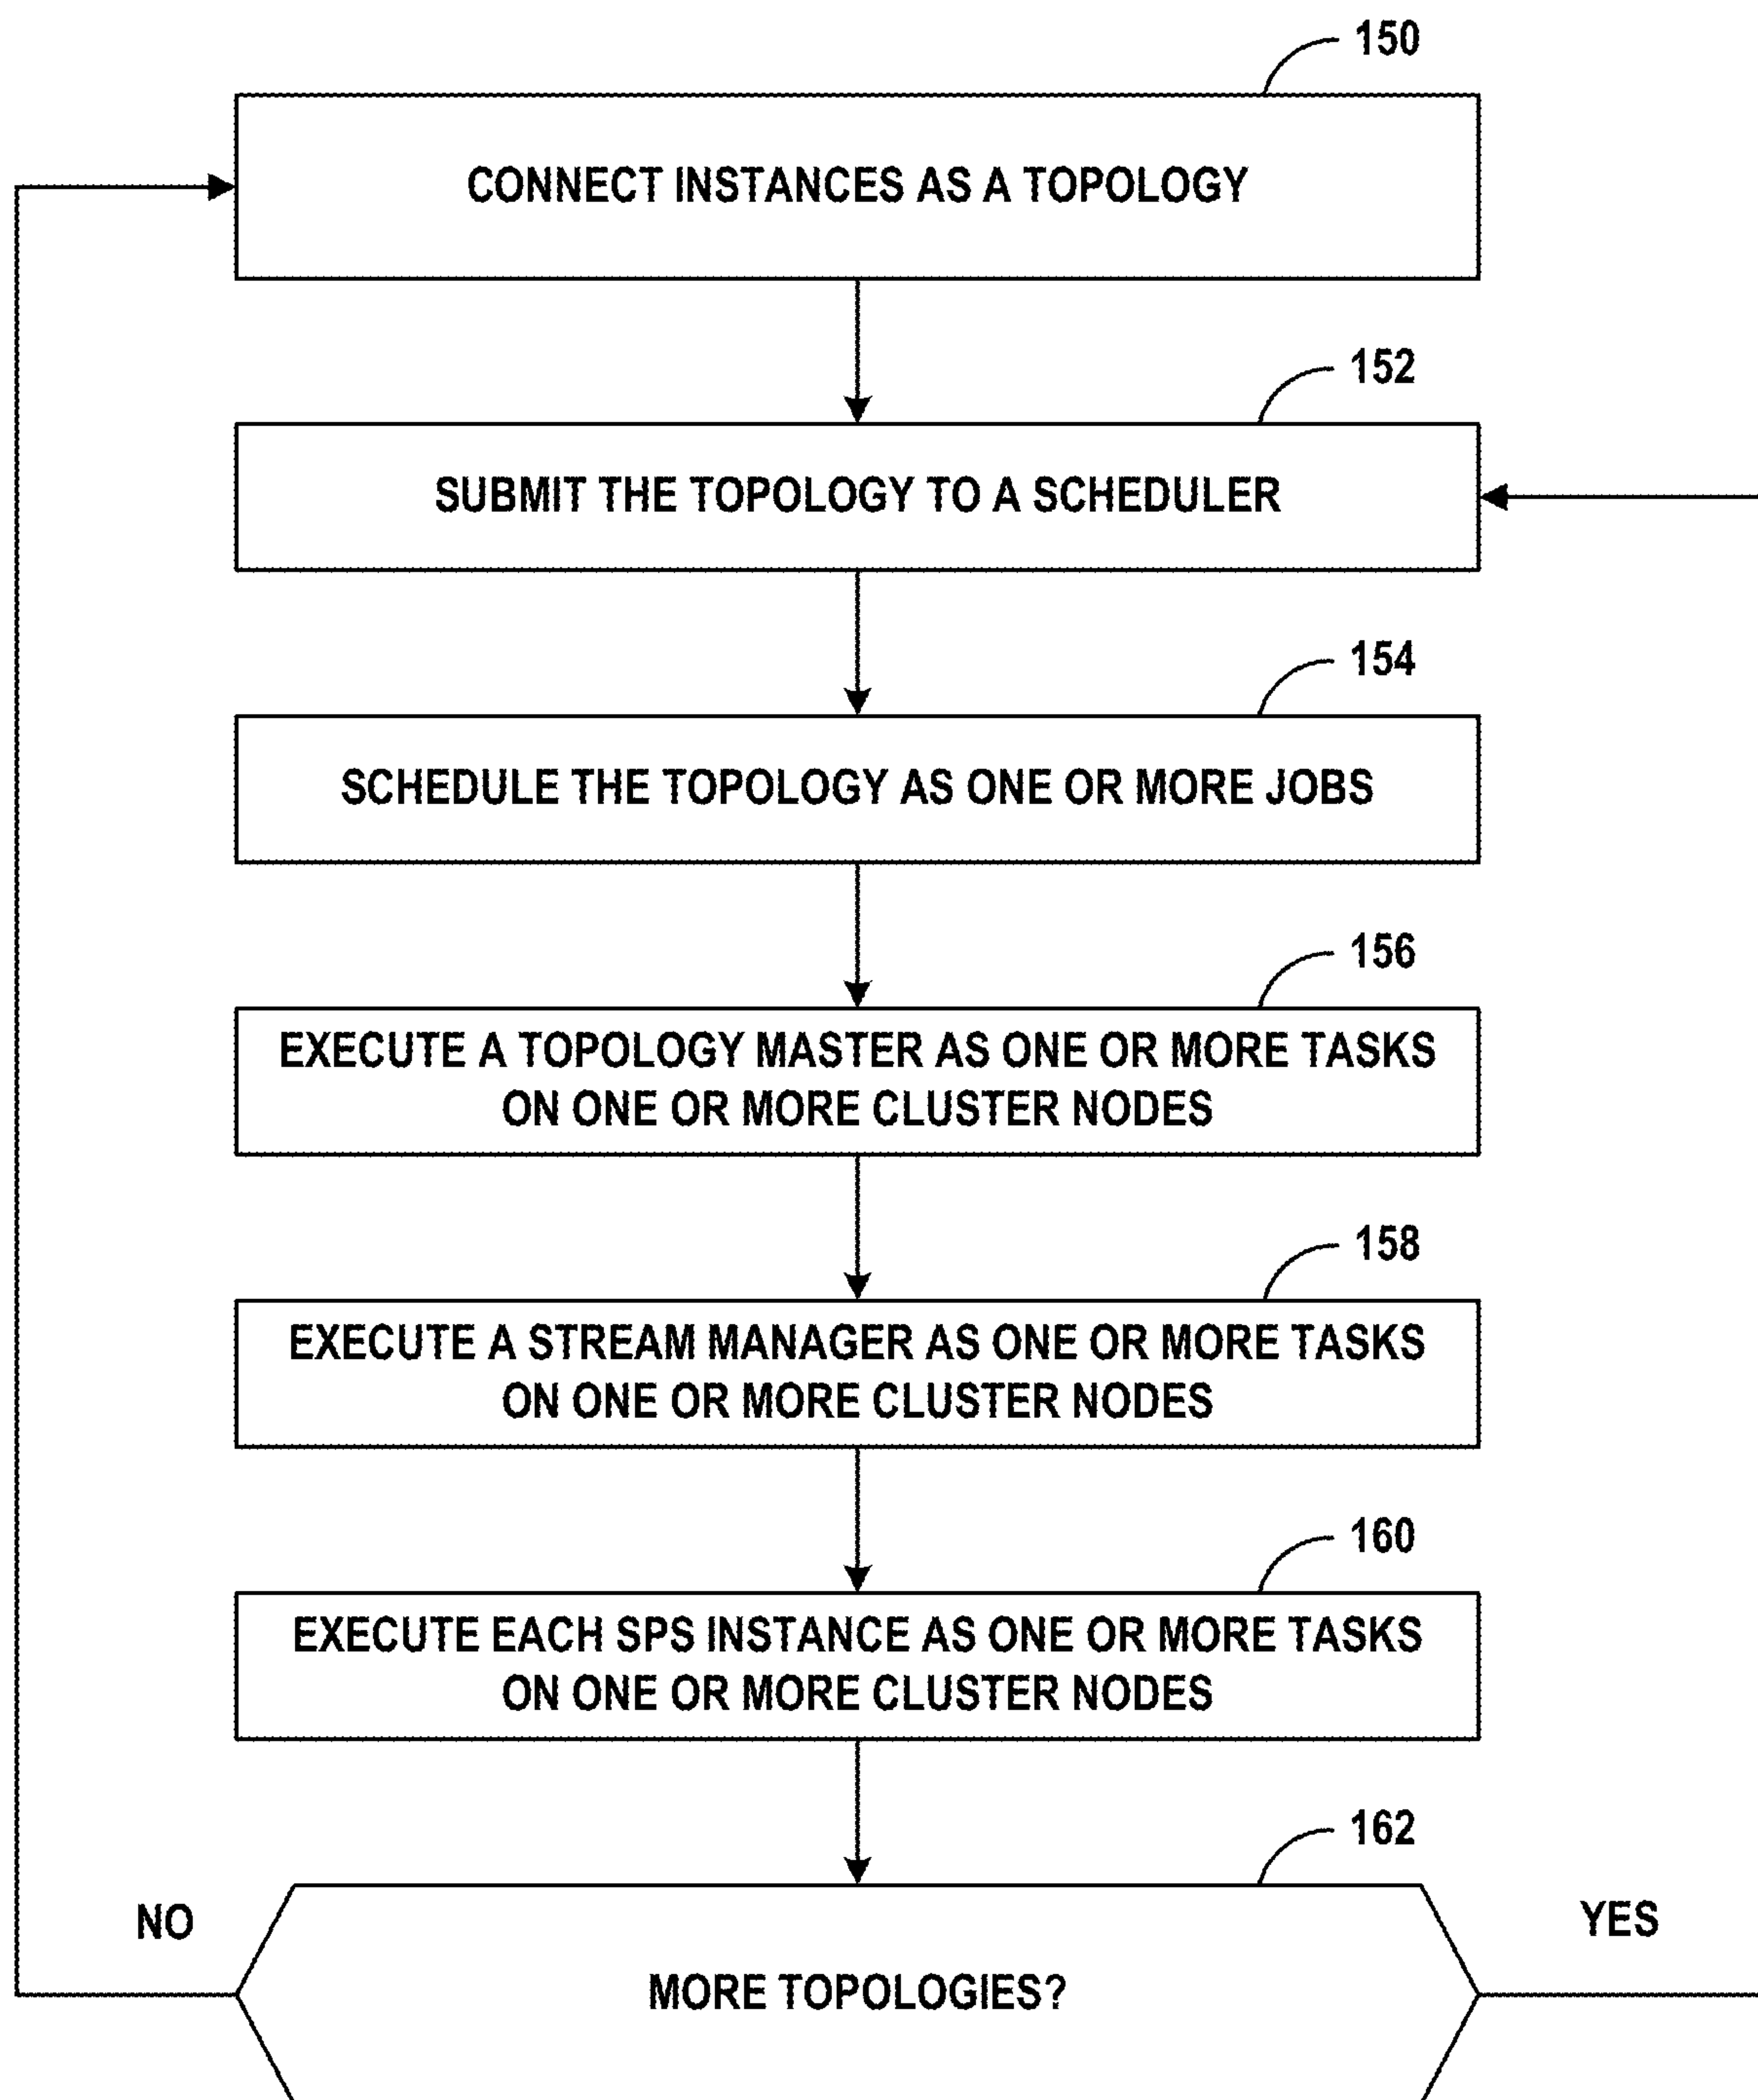 150
CONNECT INSTANCES AS A TOPOLOGY
152
SUBMIT THE TOPOLOGY TO A SCHEDULER
154
SCHEDULE THE TOPOLOGY AS ONE OR MORE JOBS
156
EXECUTE A TOPOLOGY MASTER AS ONE OR MORE TASKS
ON ONE OR MORE CLUSTER NODES
158
EXECUTE A STREAM MANAGER AS ONE OR MORE TASKS
ON ONE OR MORE CLUSTER NODES
160
EXECUTE EACH SPS INSTANCE AS ONE OR MORE TASKS
ON ONE OR MORE CLUSTER NODES
162
NO
YES
MORE TOPOLOGIES?